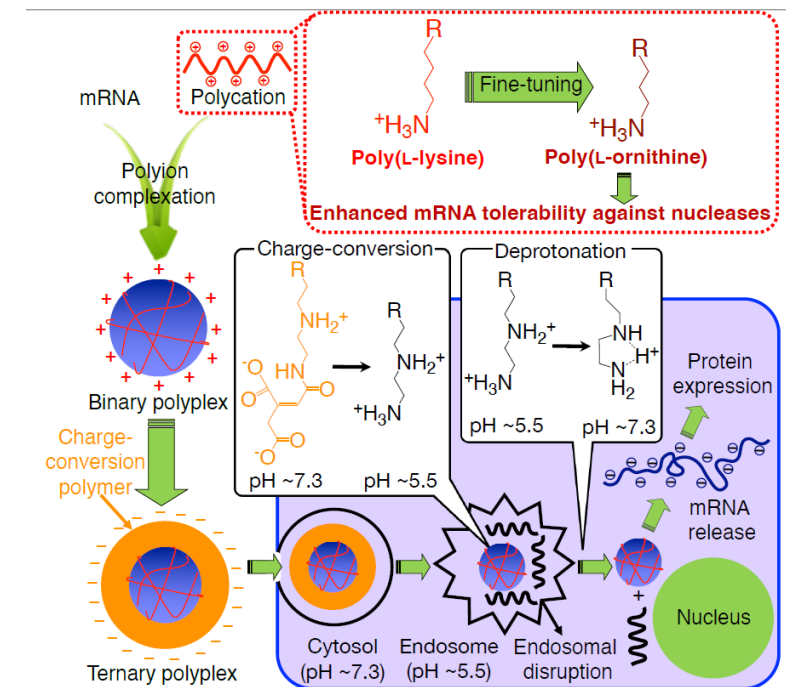 mRNA
Polycation
R
+H3N
Poly(L-lysine)
Fine-tuning
R
+H3N
Poly(L-ornithine)
Enhanced mRNA tolerability against nucleases
Polyion
complexation
Binary polyplex
Charge-
conversion
polymer
Ternary polyplex
Charge-conversion
R
NH2+
HN
O
-O
O
O
-O
pH ~7.3
R
NH2+
+H3N
pH ~5.5
Deprotonation
R
NH2+
+H3N
pH ~5.5
R
NH
H+
N
H2
pH ~7.3
Protein
expression
mRNA
release
Nucleus
Cytosol
(pH ~7.3)
Endosome
(pH ~5.5)
Endosomal
disruption